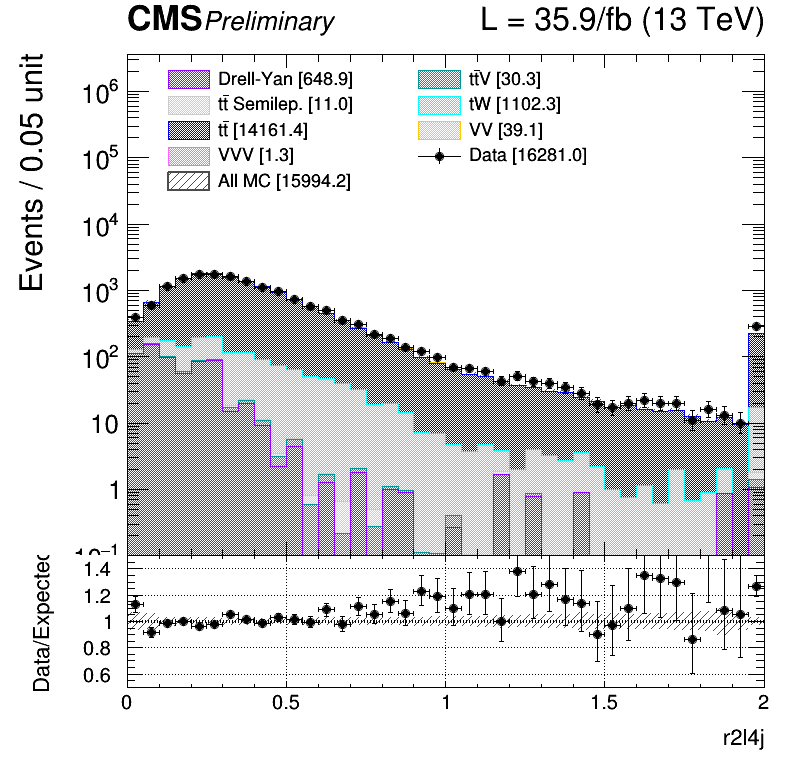 CMS Preliminary L = 35.9/fb (13 TeV)
Events / 0.05 unit
Drell-Yan [648.9]
tt̄ Semilep. [11.0]
tt̄ [14161.4]
VVV [1.3]
All MC [15994.2]
tt̄V [30.3]
tW [1102.3]
VV [39.1]
Data [16281.0]
10⁶
10⁵
10⁴
10³
10²
10
1
10⁻¹
Data/Expected
1.4
1.2
1
0.8
0.6
0 0.5 1 1.5 2
r2l4j